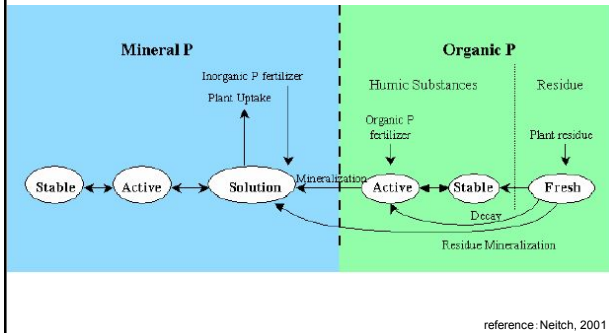 Mineral P
Organic P
Inorganic P fertilizer
Plant Uptake
Humic Substances
Residue
Organic P
fertilizer
Plant residue
Stable
Active
Solution
Mineralization
Active
Stable
Fresh
Decay
Residue Mineralization
reference: Neitch, 2001